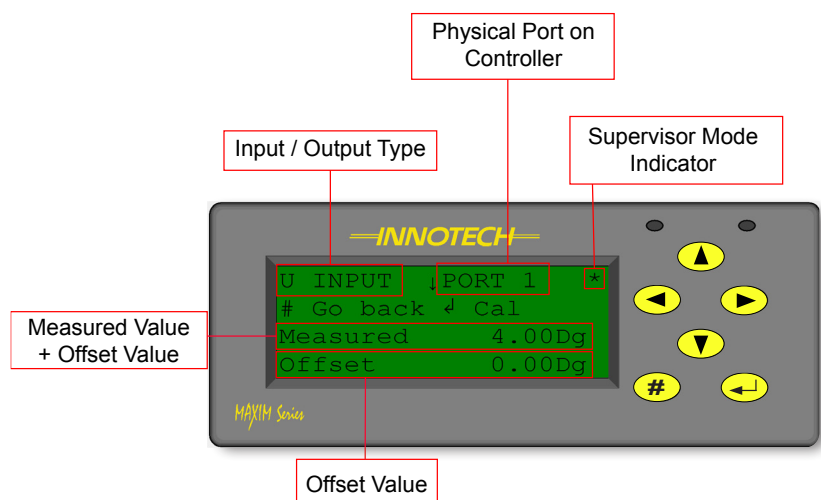 Physical Port on
Controller
Input / Output Type
Supervisor Mode
Indicator
INNOTECH
U INPUT ↓PORT 1 *
# Go back ↲ Cal
Measured 4.00Dg
Offset 0.00Dg
Measured Value
+ Offset Value
#
MAXIM Series
Offset Value